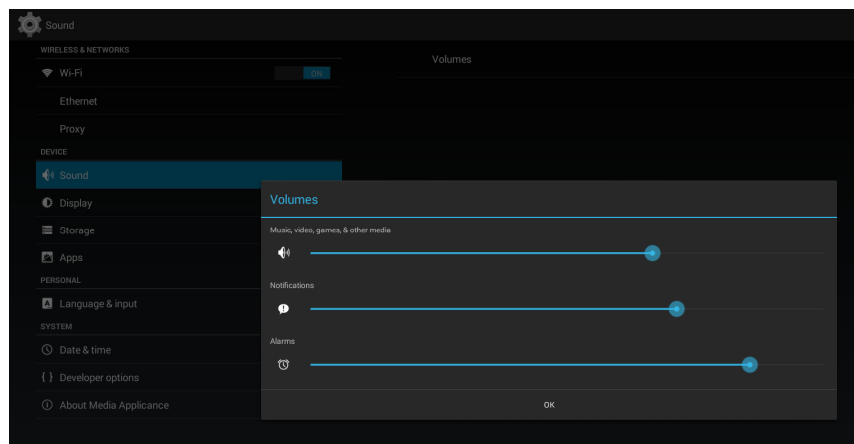 Sound
WIRELESS & NETWORKS
Wi-Fi
ON
Ethernet
Proxy
DEVICE
Sound
Display
Storage
Apps
PERSONAL
Language & input
SYSTEM
Date & time
Developer options
About Media Applicance
Volumes
Volumes
Music, video, games, & other media
Notifications
Alarms
OK